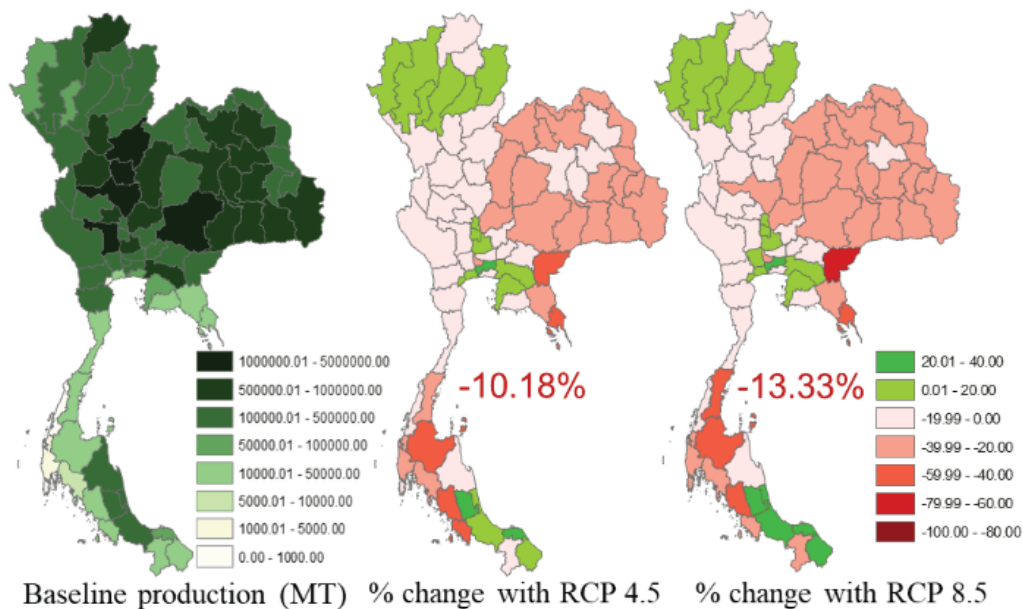 1000000.01 - 5000000.00
500000.01 - 1000000.00
100000.01 - 500000.00
50000.01 - 100000.00
10000.01 - 50000.00
5000.01 - 10000.00
1000.01 - 5000.00
0.00 - 1000.00
-10.18%
-13.33%
20.01 - 40.00
0.01 - 20.00
-19.99 - 0.00
-39.99 - -20.00
-59.99 - -40.00
-79.99 - -60.00
-100.00 - -80.00
Baseline production (MT)
% change with RCP 4.5
% change with RCP 8.5